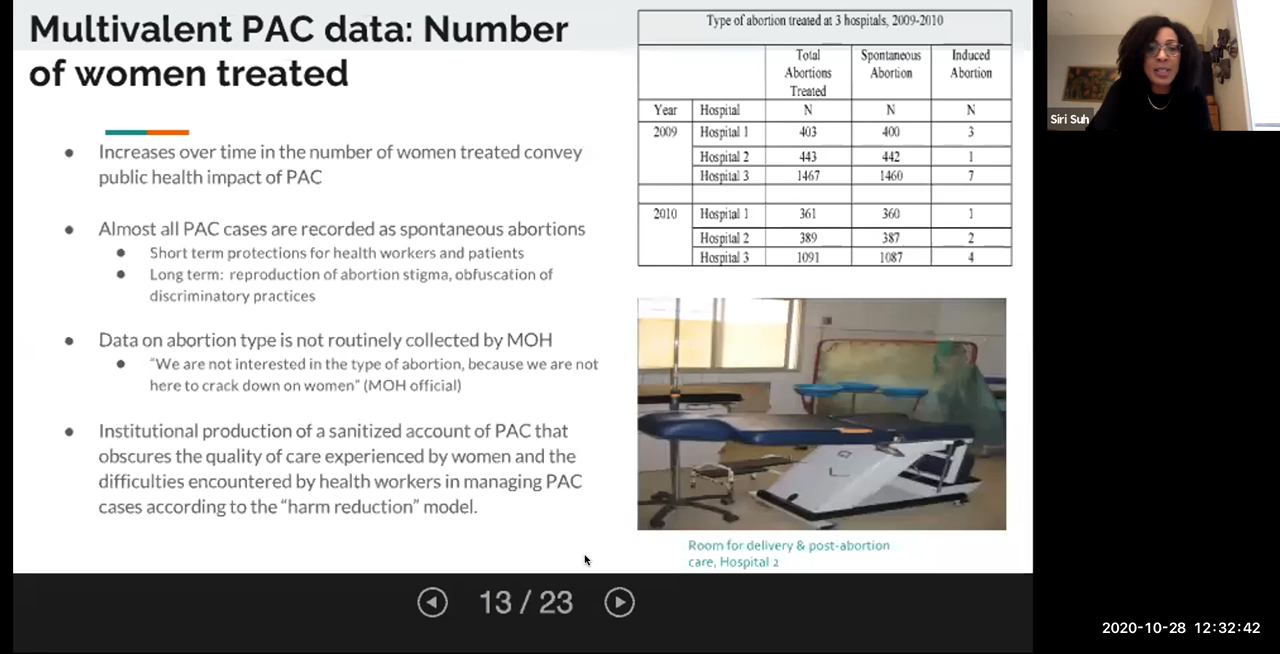 Multivalent PAC data: Number
of women treated
● Increases over time in the number of women treated convey
public health impact of PAC
● Almost all PAC cases are recorded as spontaneous abortions
● Short term protections for health workers and patients
● Long term: reproduction of abortion stigma, obfuscation of
discriminatory practices
● Data on abortion type is not routinely collected by MOH
● “We are not interested in the type of abortion, because we are not
here to crack down on women” (MOH official)
● Institutional production of a sanitized account of PAC that
obscures the quality of care experienced by women and the
difficulties encountered by health workers in managing PAC
cases according to the “harm reduction” model.
Type of abortion treated at 3 hospitals, 2009-2010
Total Abortions Treated Spontaneous Abortion Induced Abortion
Year Hospital N N N
2009 Hospital 1 403 400 3
Hospital 2 443 442 1
Hospital 3 1467 1460 7
2010 Hospital 1 361 360 1
Hospital 2 389 387 2
Hospital 3 1091 1087 4
Room for delivery & post-abortion
care, Hospital 2
13 / 23
Siri Suh
2020-10-28 12:32:42